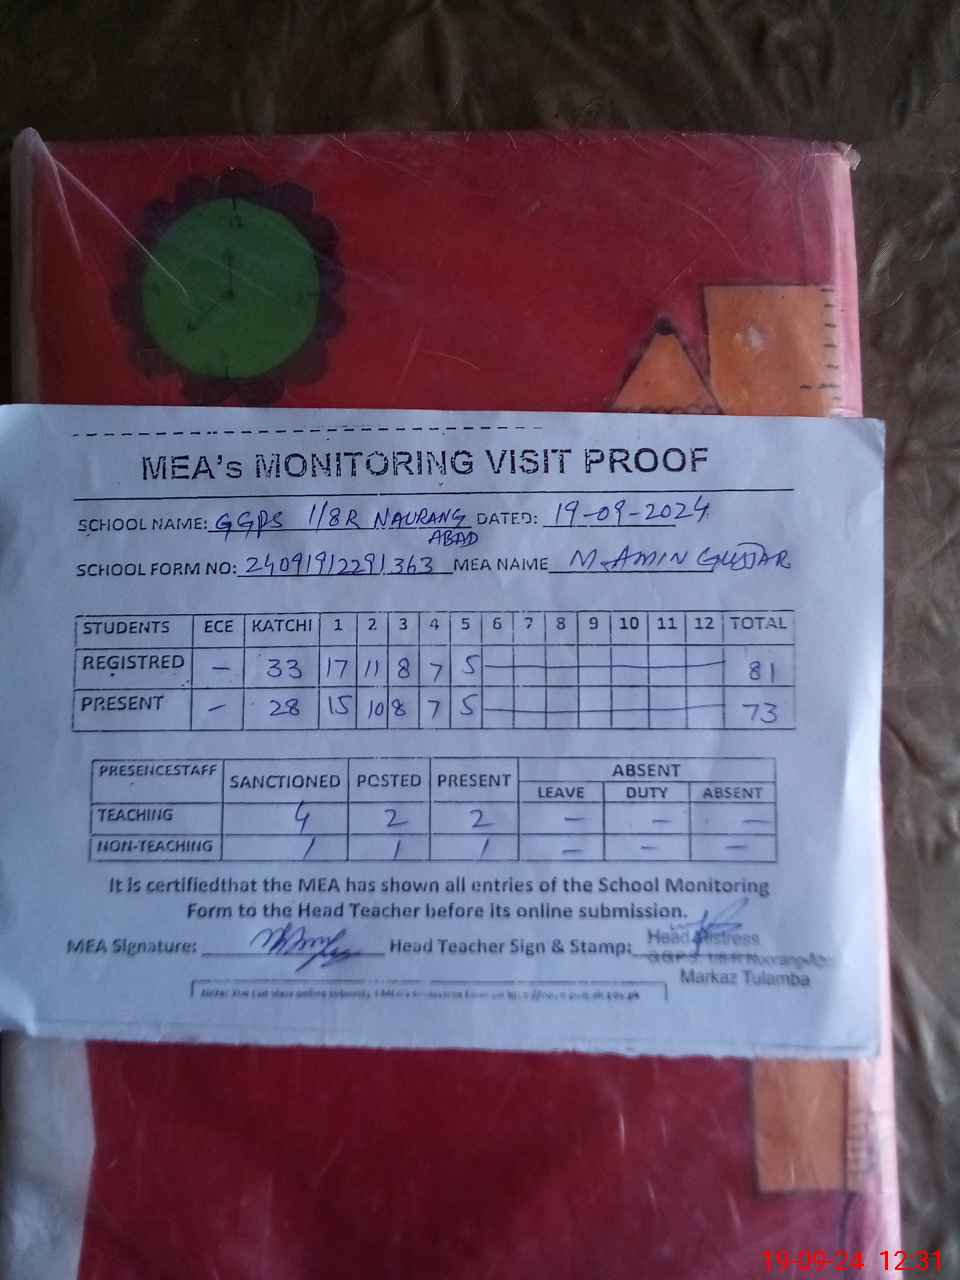 MEA's MONITORING VISIT PROOF
SCHOOL NAME: GGPS 1/8R NAURANG ABAD DATED: 19-09-2024
SCHOOL FORM NO: 24091912291363 MEA NAME M AMIN GUJJAR
STUDENTS ECE KATCHI 1 2 3 4 5 6 7 8 9 10 11 12 TOTAL
REGISTRED — 33 17 11 8 7 5 81
PRESENT — 28 15 10 8 7 5 73
PRESENCESTAFF SANCTIONED POSTED PRESENT ABSENT
LEAVE DUTY ABSENT
TEACHING 4 2 2 — — —
NON-TEACHING 1 1 1 — — —
It is certifiedthat the MEA has shown all entries of the School Monitoring
Form to the Head Teacher before its online submission.
MEA Signature: Head Teacher Sign & Stamp: Head Mistress
Markaz Tulamba
19-09-24 12:31